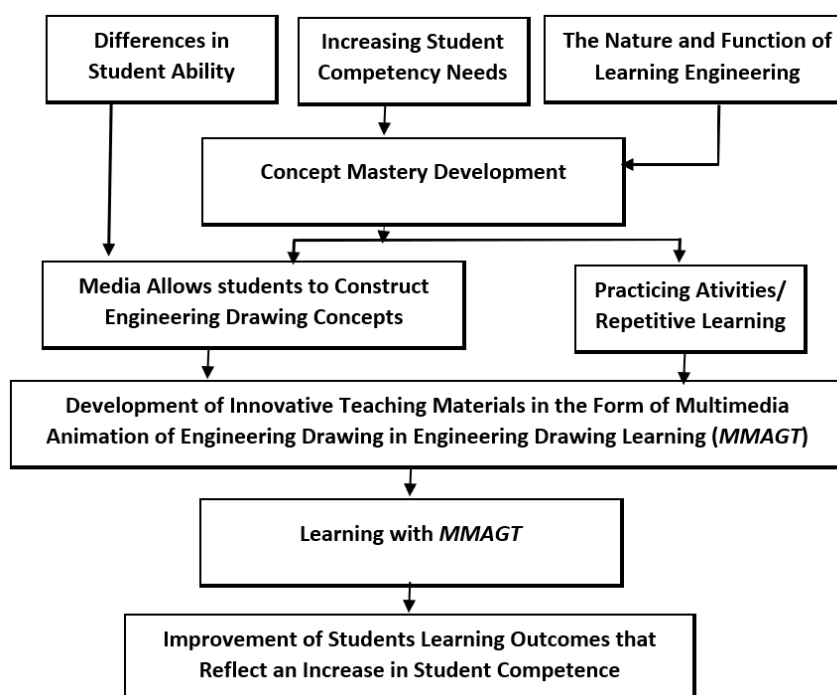 Differences in
Student Ability
Increasing Student
Competency Needs
The Nature and Function of
Learning Engineering
Concept Mastery Development
Media Allows students to Construct
Engineering Drawing Concepts
Practicing Ativities/
Repetitive Learning
Development of Innovative Teaching Materials in the Form of Multimedia
Animation of Engineering Drawing in Engineering Drawing Learning (MMAGT)
Learning with MMAGT
Improvement of Students Learning Outcomes that
Reflect an Increase in Student Competence